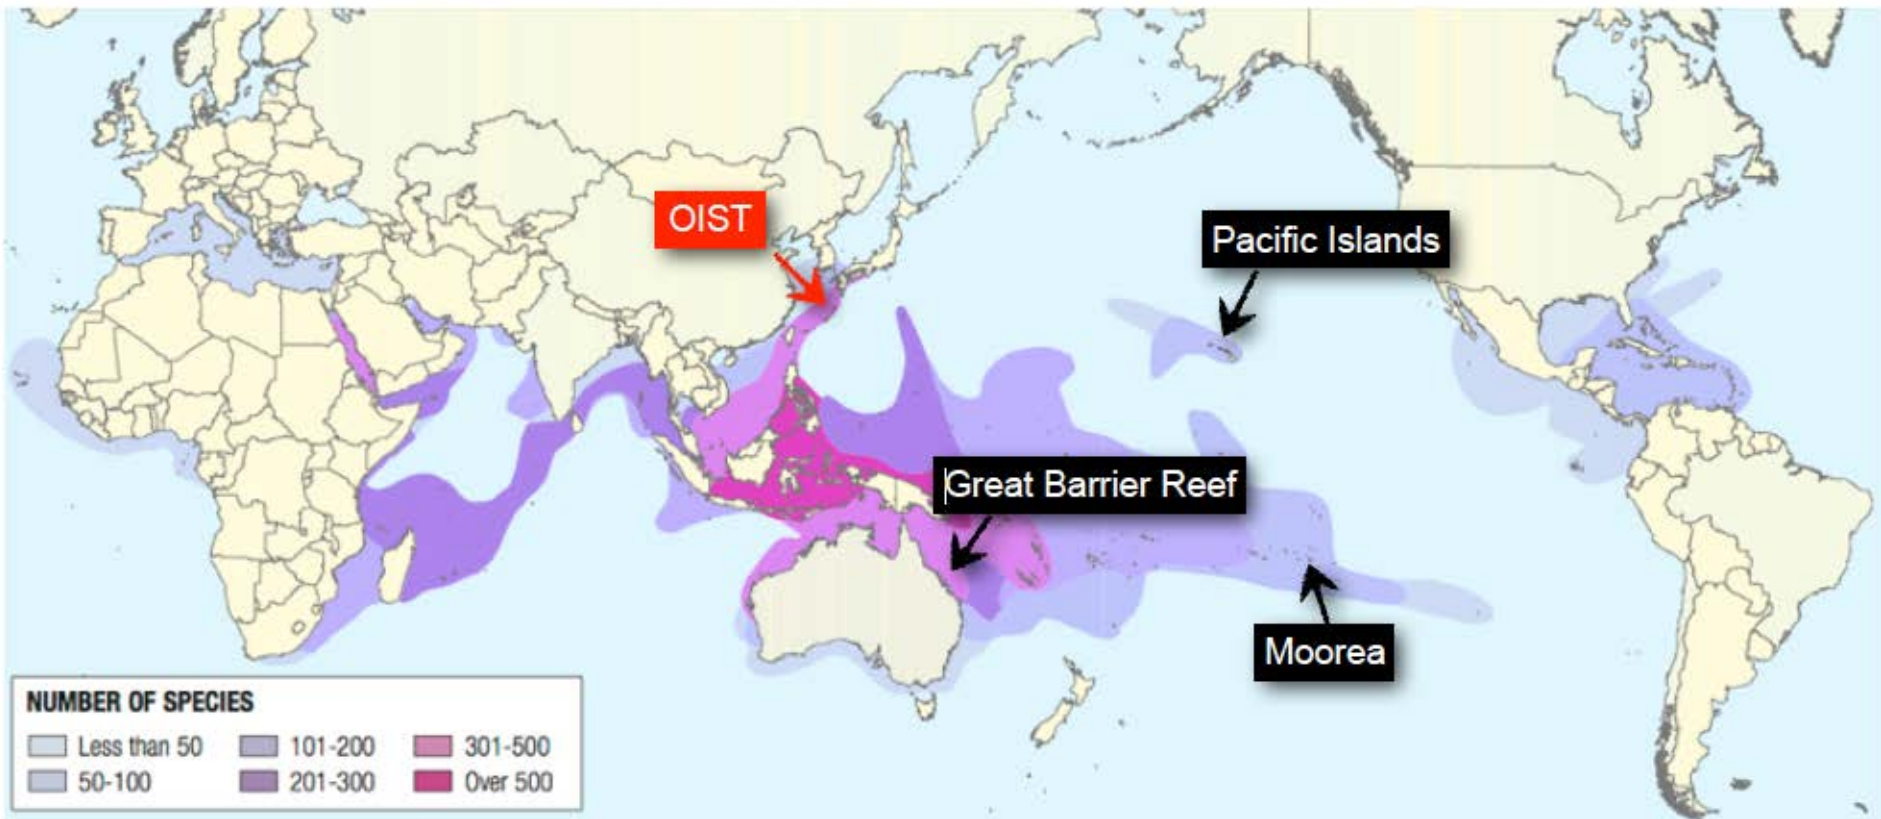 OIST
Pacific Islands
Great Barrier Reef
Moorea
NUMBER OF SPECIES
Less than 50
101-200
301-500
50-100
201-300
Over 500